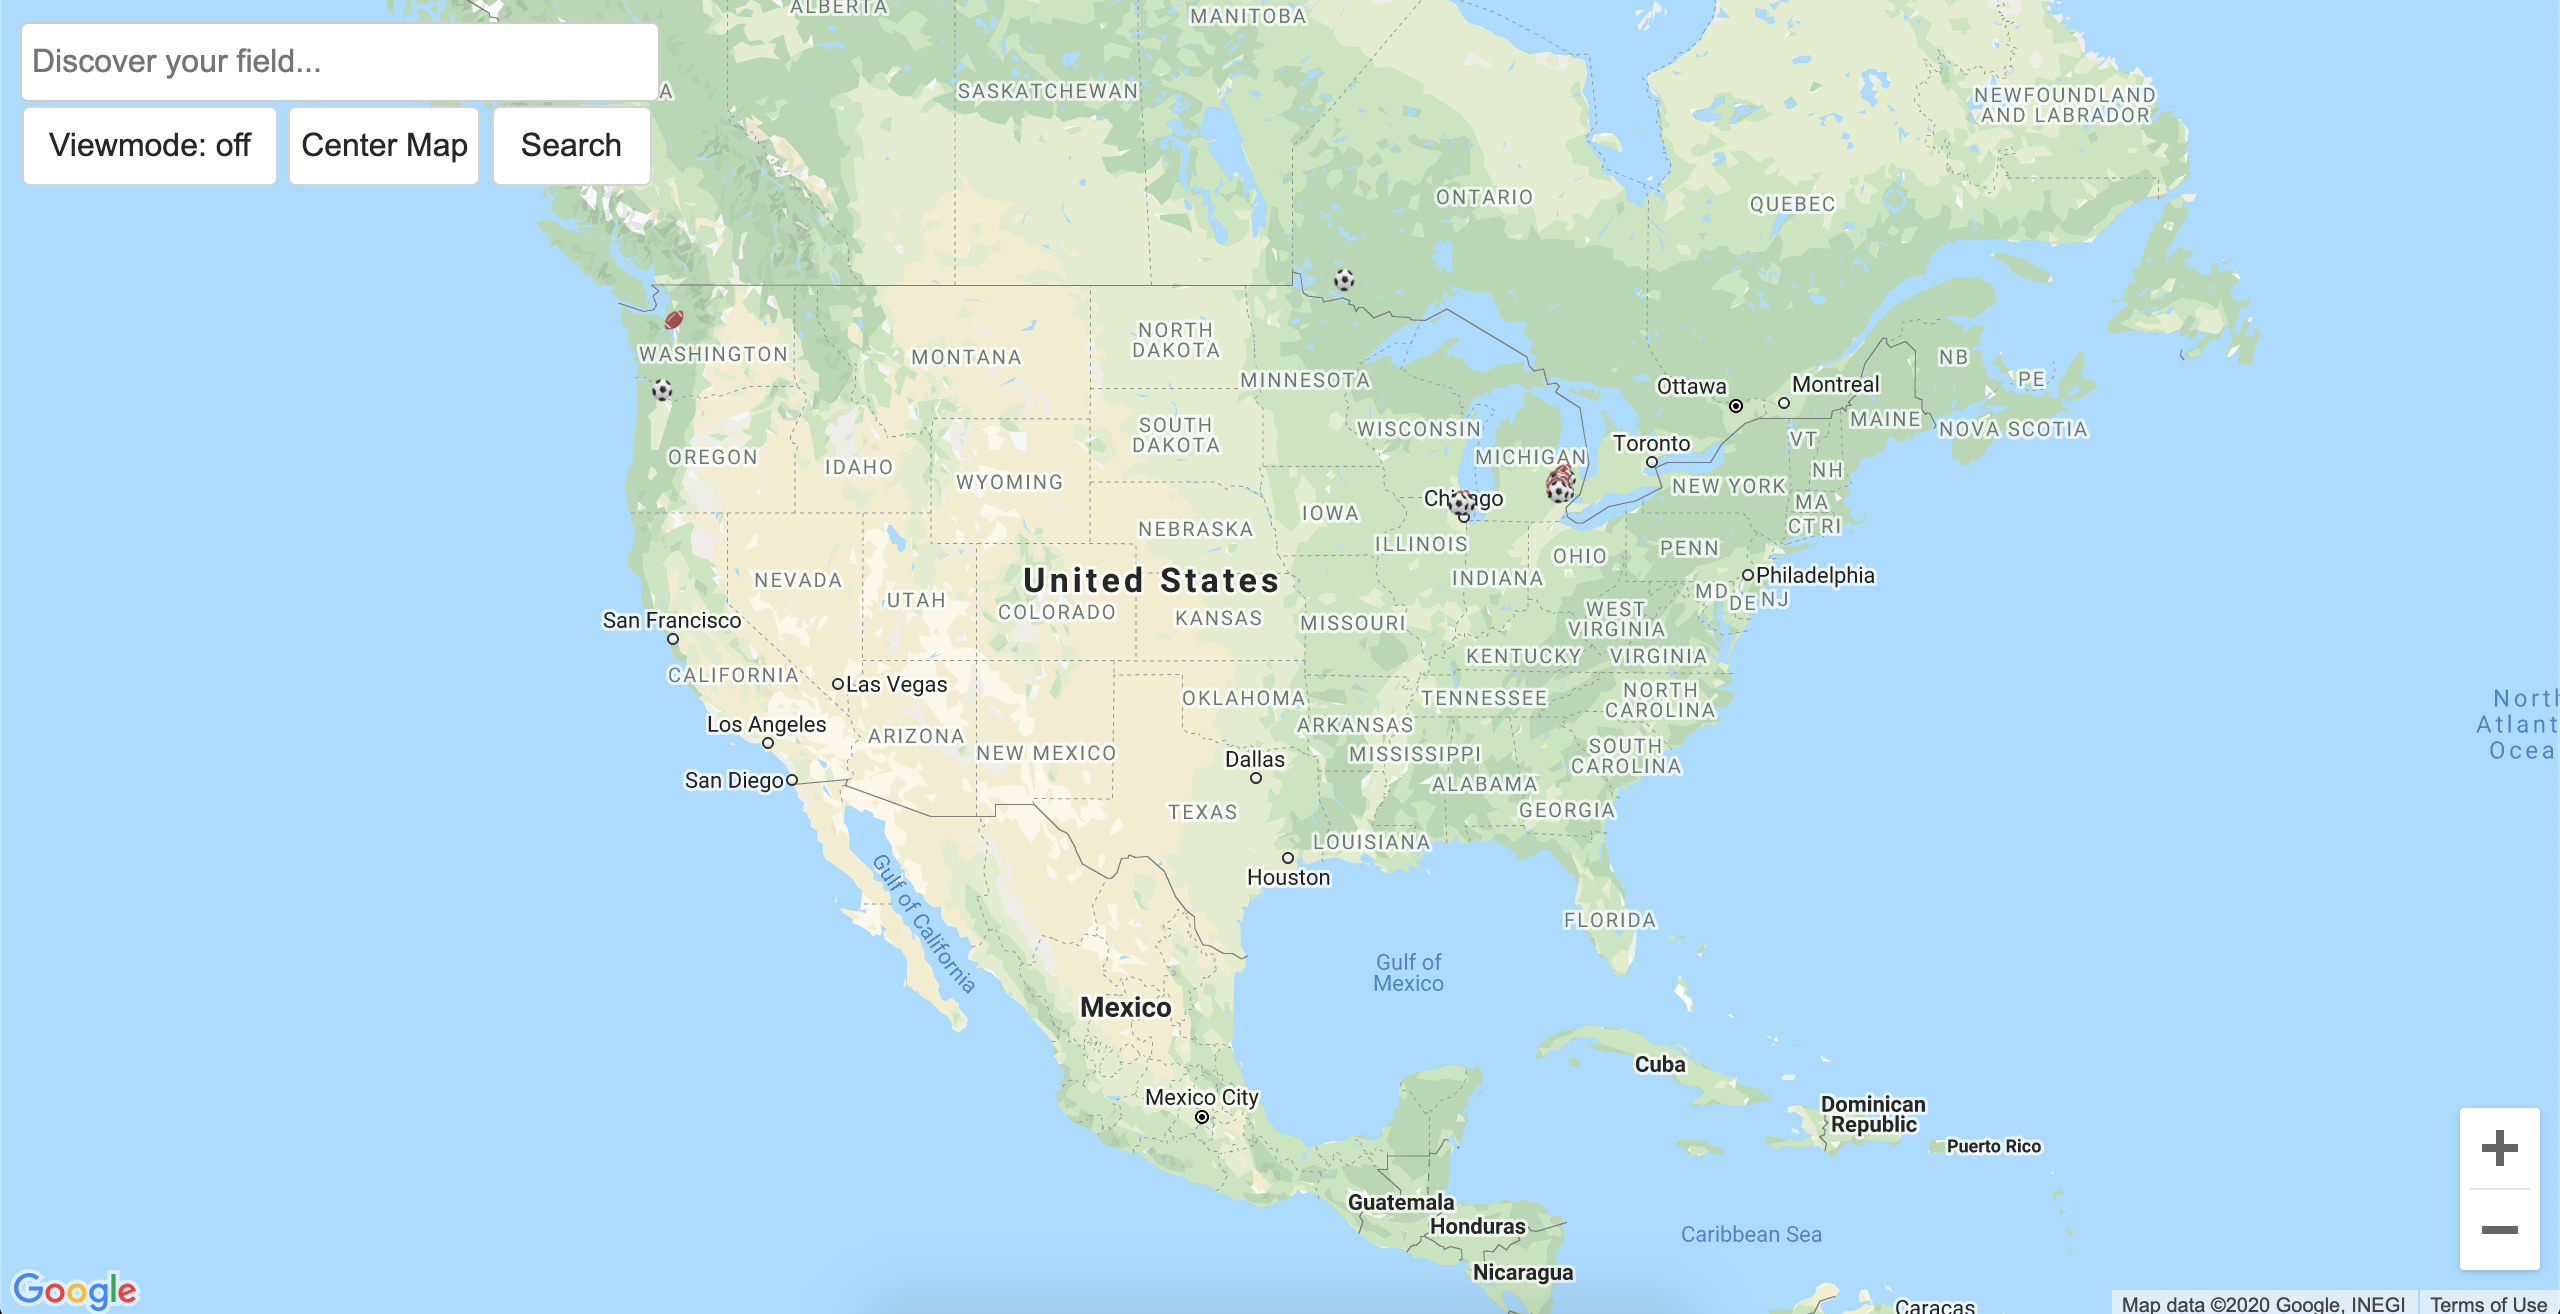 ALBERTA
MANITOBA
Discover your field...
A
SASKATCHEWAN
NEWFOUNDLAND
AND LABRADOR
Viewmode: off
Center Map
Search
ONTARIO
QUEBEC
NORTH
DAKOTA
WASHINGTON
MONTANA
NB
MINNESOTA
PE
Ottawa
Montreal
MAINE
NOVA SCOTIA
SOUTH
DAKOTA
WISCONSIN
VT
Toronto
OREGON
IDAHO
MICHIGAN
NH
WYOMING
NEW YORK
Chicago
MA
IOWA
CT
RI
NEBRASKA
ILLINOIS
OHIO
PENN
United States
NEVADA
INDIANA
Philadelphia
UTAH
COLORADO
KANSAS
MISSOURI
WEST
VIRGINIA
MD
DE
NJ
San Francisco
KENTUCKY
VIRGINIA
CALIFORNIA
Las Vegas
OKLAHOMA
TENNESSEE
NORTH
CAROLINA
Los Angeles
ARIZONA
NEW MEXICO
ARKANSAS
MISSISSIPPI
SOUTH
CAROLINA
North
Atlant
Ocea
San Diego
Dallas
ALABAMA
TEXAS
GEORGIA
LOUISIANA
Houston
Gulf of California
FLORIDA
Gulf of
Mexico
Mexico
Cuba
Mexico City
Dominican
Republic
Puerto Rico
Guatemala
Honduras
Caribbean Sea
Nicaragua
Google
Caracas
Map data ©2020 Google, INEGI
Terms of Use